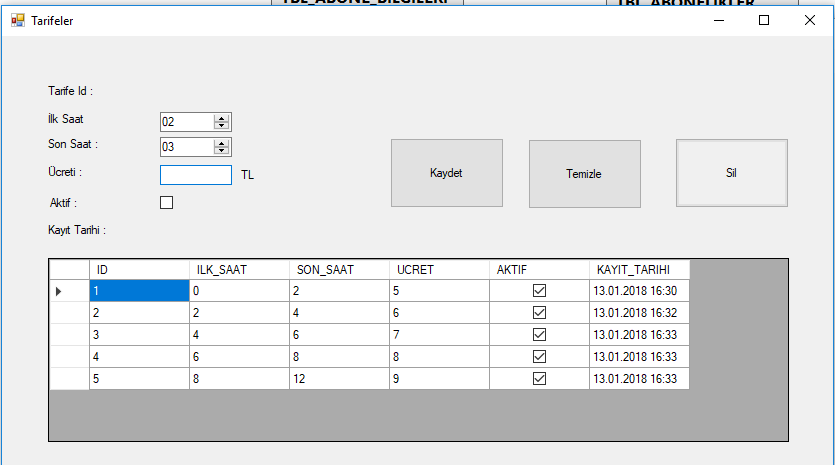 TBL_ABONE_BILGILERI
TBL_ABONELIKLER
Tarifeler
Tarife Id :
İlk Saat
02
Son Saat :
03
Ücreti :
TL
Aktif :
Kayıt Tarihi :
Kaydet
Temizle
Sil
ID ILK_SAAT SON_SAAT UCRET AKTIF KAYIT_TARIHI
1 0 2 5 13.01.2018 16:30
2 2 4 6 13.01.2018 16:32
3 4 6 7 13.01.2018 16:33
4 6 8 8 13.01.2018 16:33
5 8 12 9 13.01.2018 16:33